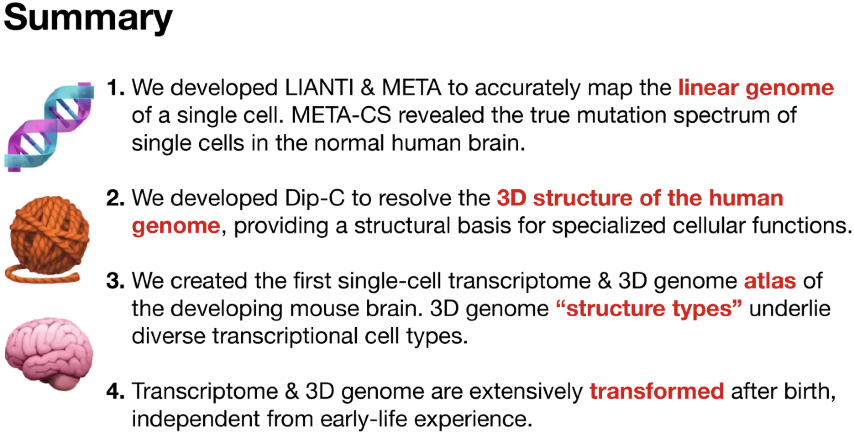 Summary
1. We developed LIANTI & META to accurately map the linear genome
of a single cell. META-CS revealed the true mutation spectrum of
single cells in the normal human brain.
2. We developed Dip-C to resolve the 3D structure of the human
genome, providing a structural basis for specialized cellular functions.
3. We created the first single-cell transcriptome & 3D genome atlas of
the developing mouse brain. 3D genome “structure types” underlie
diverse transcriptional cell types.
4. Transcriptome & 3D genome are extensively transformed after birth,
independent from early-life experience.